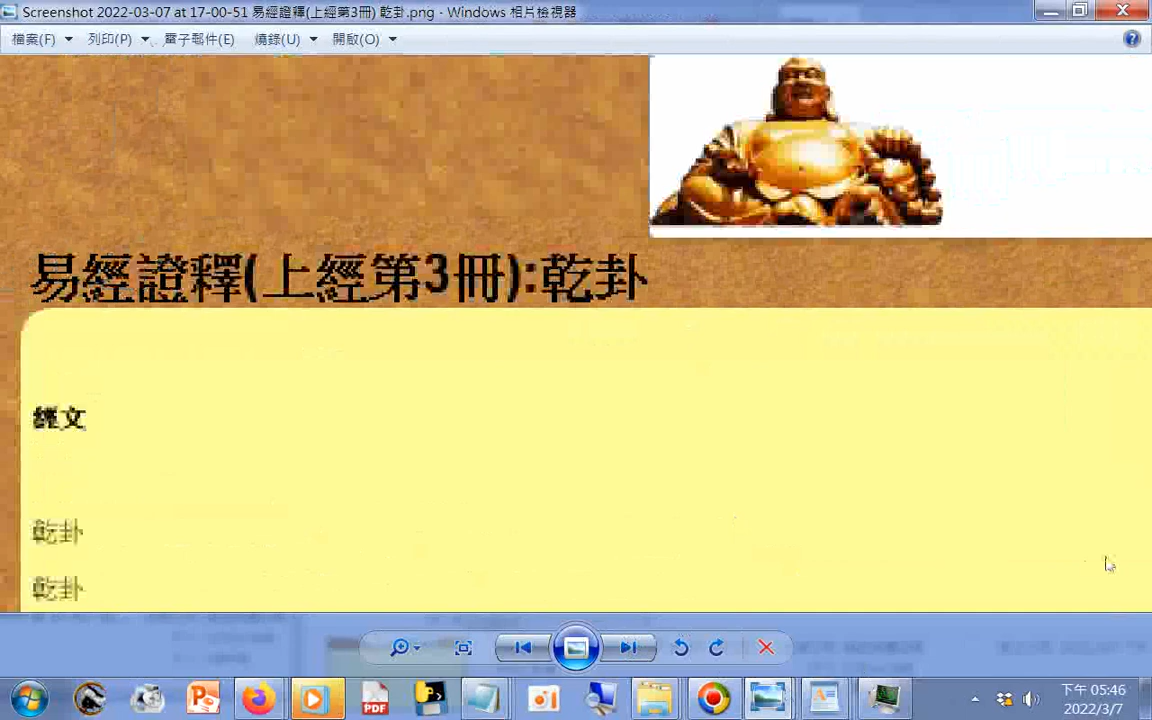 Screenshot 2022-03-07 at 17-00-51 易經證釋(上經第3冊) 乾卦.png - Windows 相片檢視器
檔案(F) 列印(P) 電子郵件(E) 燒錄(U) 開啟(O)
易經證釋(上經第3冊):乾卦
經文
乾卦
乾卦
下午 05:46
2022/3/7